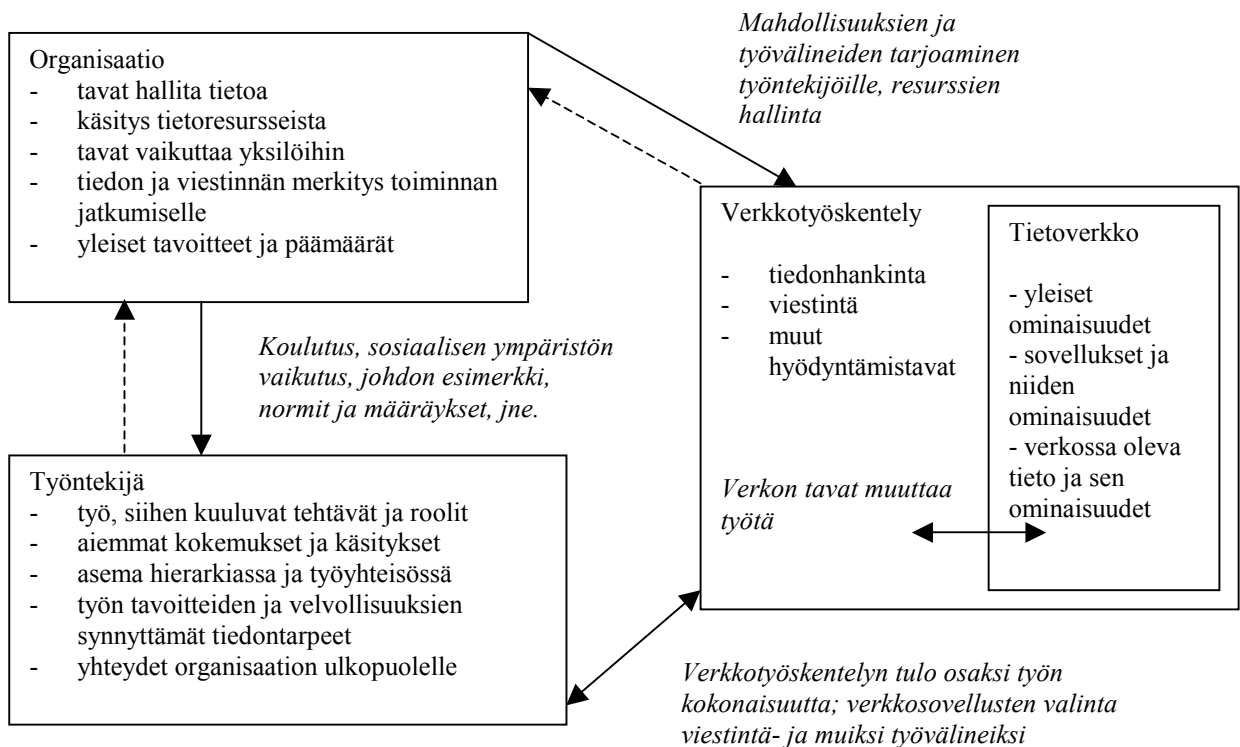 Mahdollisuuksien ja
työvälineiden tarjoaminen
työntekijöille, resurssien
hallinta
Organisaatio
- tavat hallita tietoa
- käsitys tietoresursseista
- tavat vaikuttaa yksilöihin
- tiedon ja viestinnän merkitys toiminnan
jatkumiselle
- yleiset tavoitteet ja päämäärät
Verkkotyöskentely
- tiedonhankinta
- viestintä
- muut
hyödyntämistavat
Verkon tavat muuttaa
työtä
Tietoverkko
- yleiset
ominaisuudet
- sovellukset ja
niiden
ominaisuudet
- verkossa oleva
tieto ja sen
ominaisuudet
Koulutus, sosiaalisen ympäristön
vaikutus, johdon esimerkki,
normit ja määräykset, jne.
Työntekijä
- työ, siihen kuuluvat tehtävät ja roolit
- aiemmat kokemukset ja käsitykset
- asema hierarkiassa ja työyhteisössä
- työn tavoitteiden ja velvollisuuksien
synnyttämät tiedontarpeet
- yhteydet organisaation ulkopuolelle
Verkkotyöskentelyn tulo osaksi työn
kokonaisuutta; verkkosovellusten valinta
viestintä- ja muiksi työvälineiksi